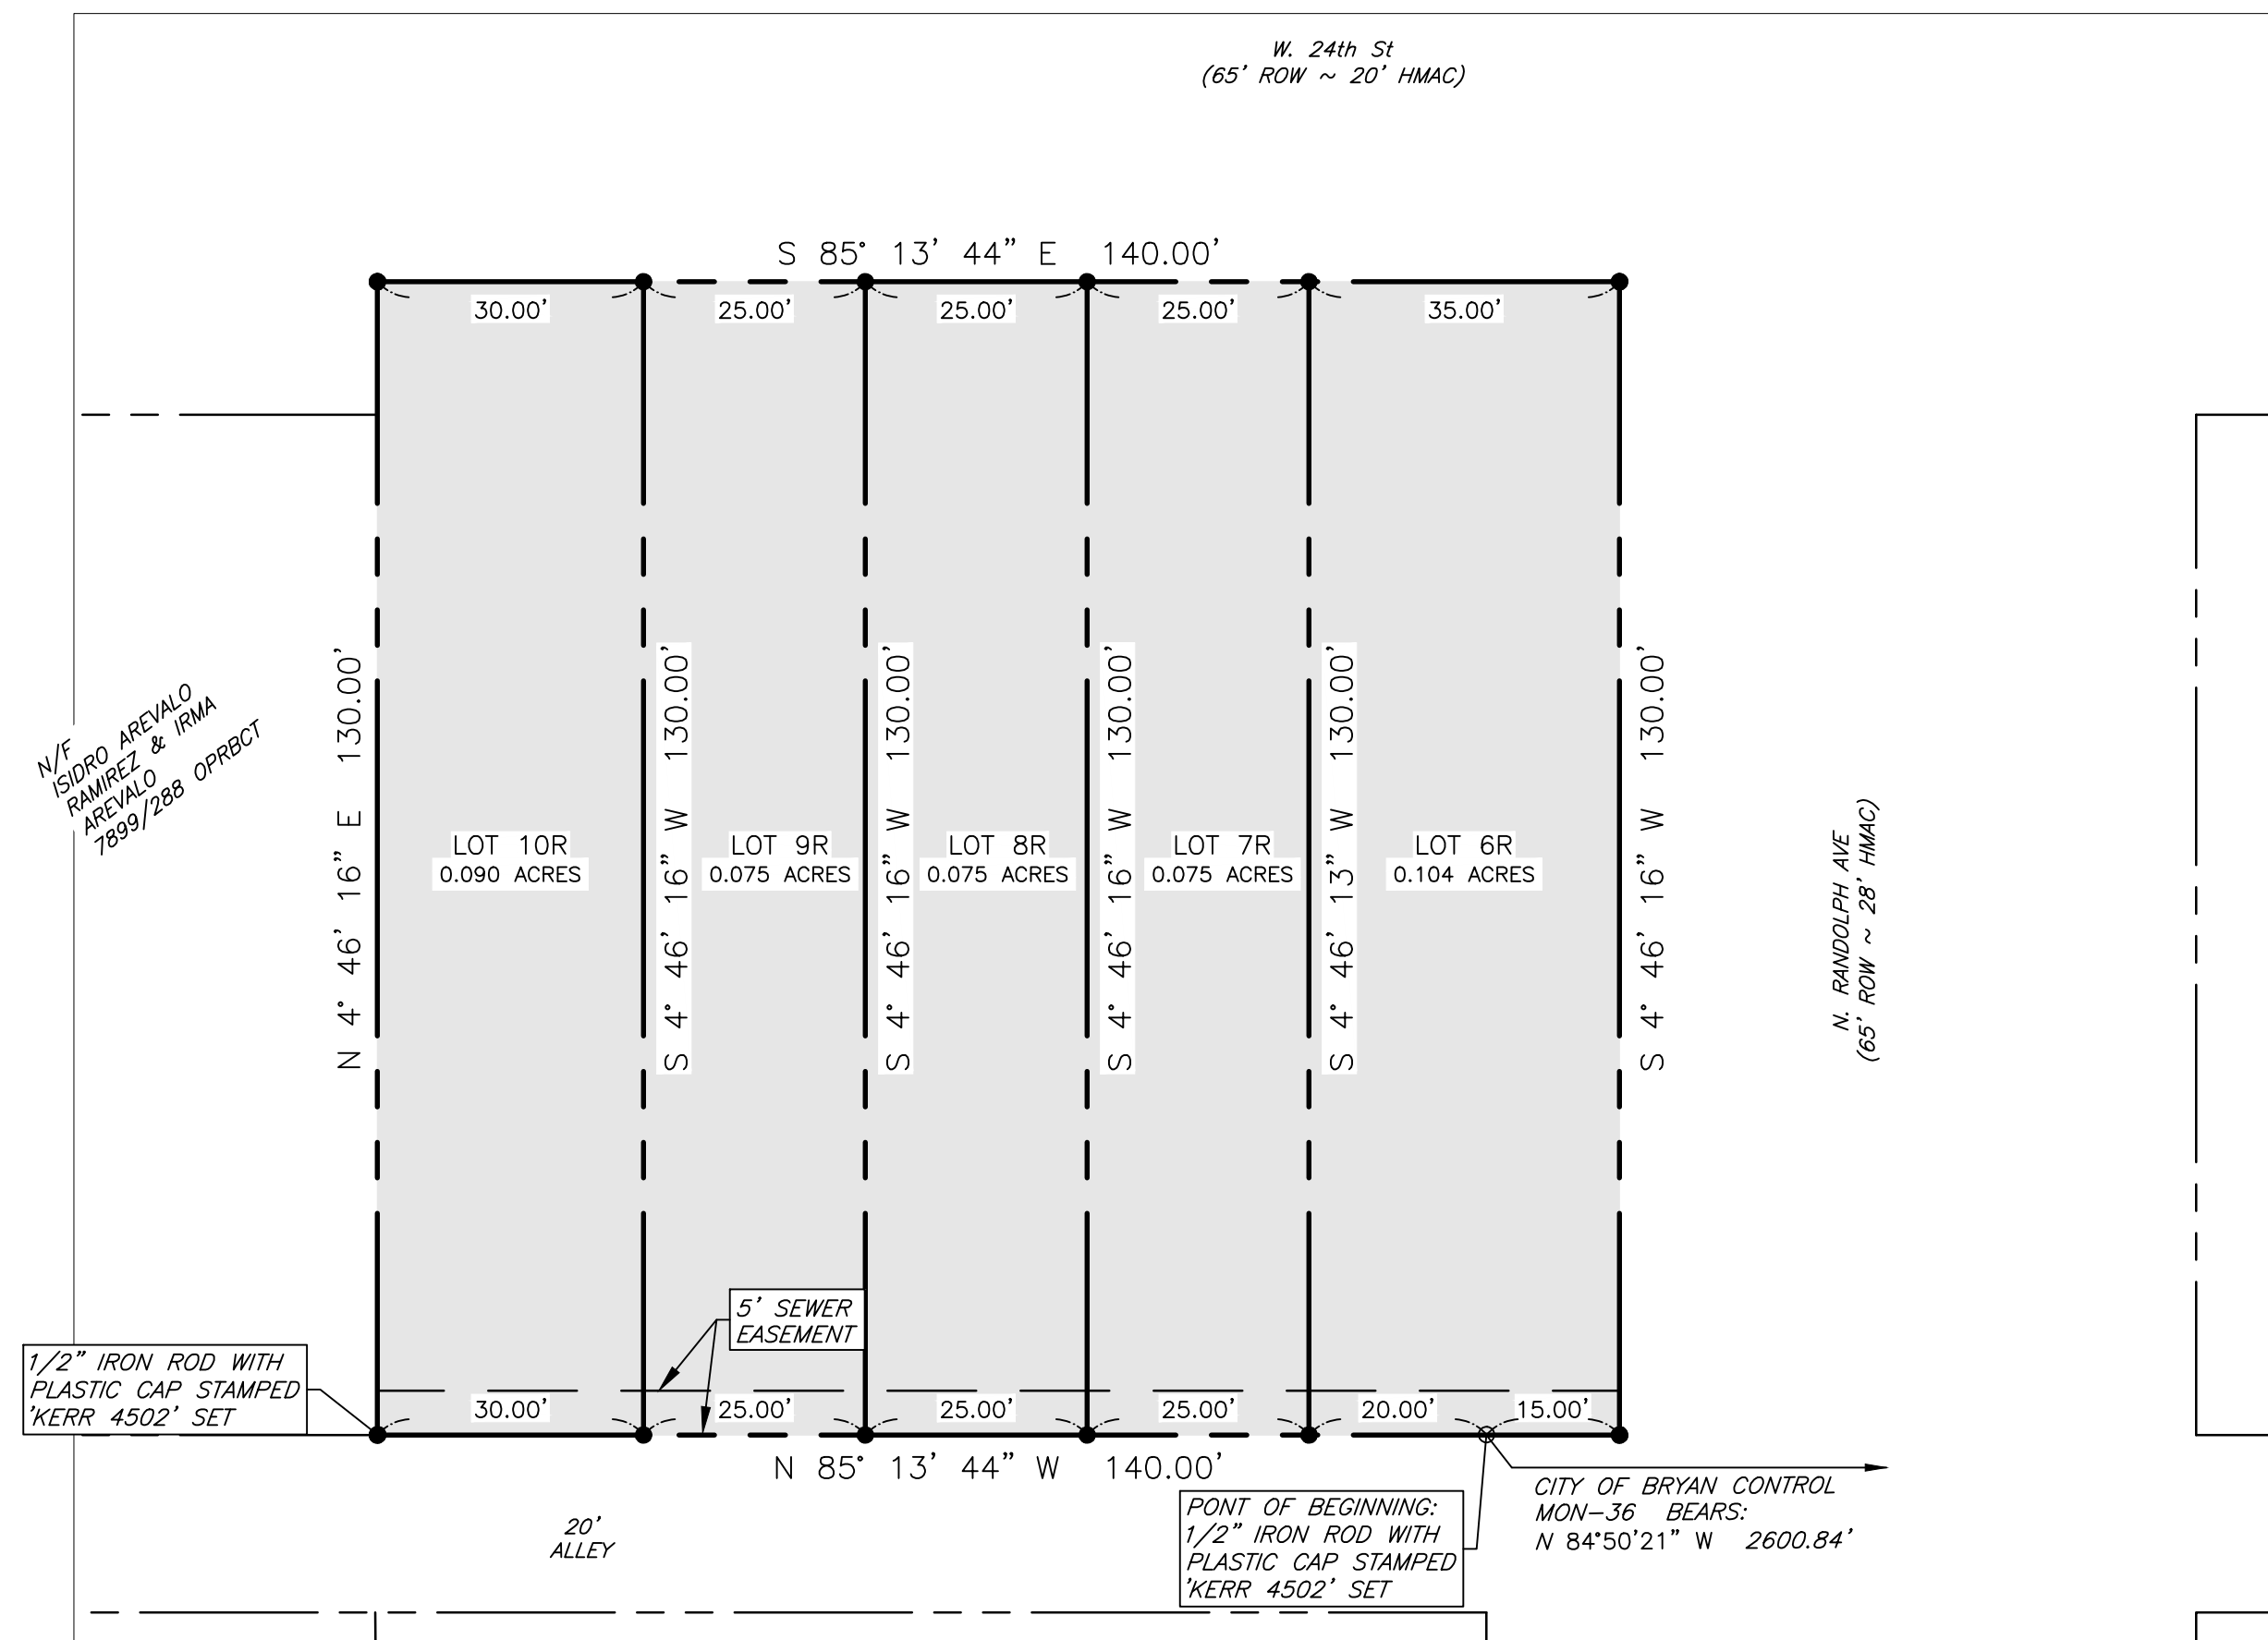 W. 24th St
(65' ROW ~ 20' HMAC)
S 85° 13' 44" E 140.00'
30.00'
25.00'
25.00'
25.00'
35.00'
N/F
ISIDRO AREVALO
RAMIREZ & IRMA
AREVALO
7899/288 OPRBCT
N 4° 46' 16" E 130.00'
S 4° 46' 16" W 130.00'
S 4° 46' 16" W 130.00'
S 4° 46' 16" W 130.00'
S 4° 46' 13" W 130.00'
S 4° 46' 16" W 130.00'
LOT 10R
0.090 ACRES
LOT 9R
0.075 ACRES
LOT 8R
0.075 ACRES
LOT 7R
0.075 ACRES
LOT 6R
0.104 ACRES
N. RANDOLPH AVE
(65' ROW ~ 28' HMAC)
5' SEWER
EASEMENT
1/2" IRON ROD WITH
PLASTIC CAP STAMPED
'KERR 4502' SET
30.00'
25.00'
25.00'
25.00'
20.00'
15.00'
N 85° 13' 44" W 140.00'
PONT OF BEGINNING:
1/2" IRON ROD WITH
PLASTIC CAP STAMPED
'KERR 4502' SET
CITY OF BRYAN CONTROL
MON-36 BEARS:
N 84°50'21" W 2600.84'
20'
ALLEY